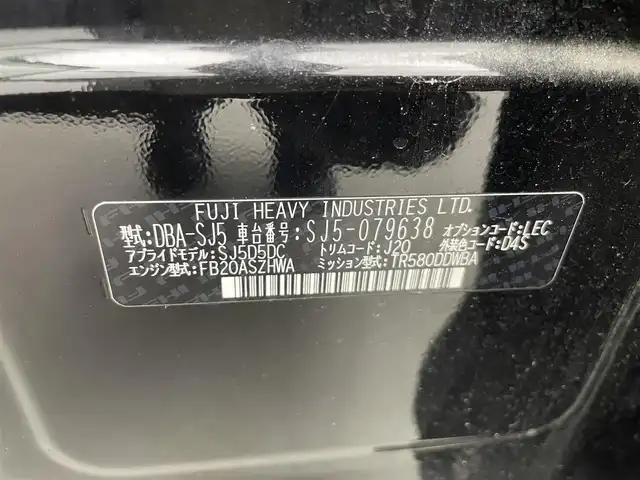 FUJI HEAVY INDUSTRIES LTD.
型式:DBA-SJ5 車台番号:SJ5-079638 オプションコード:LEC
アプライドモデル:SJ5D5DC トリムコード:J20 外装色コード:D4S
エンジン型式:FB20ASZHWA ミッション型式:TR580DDWBA